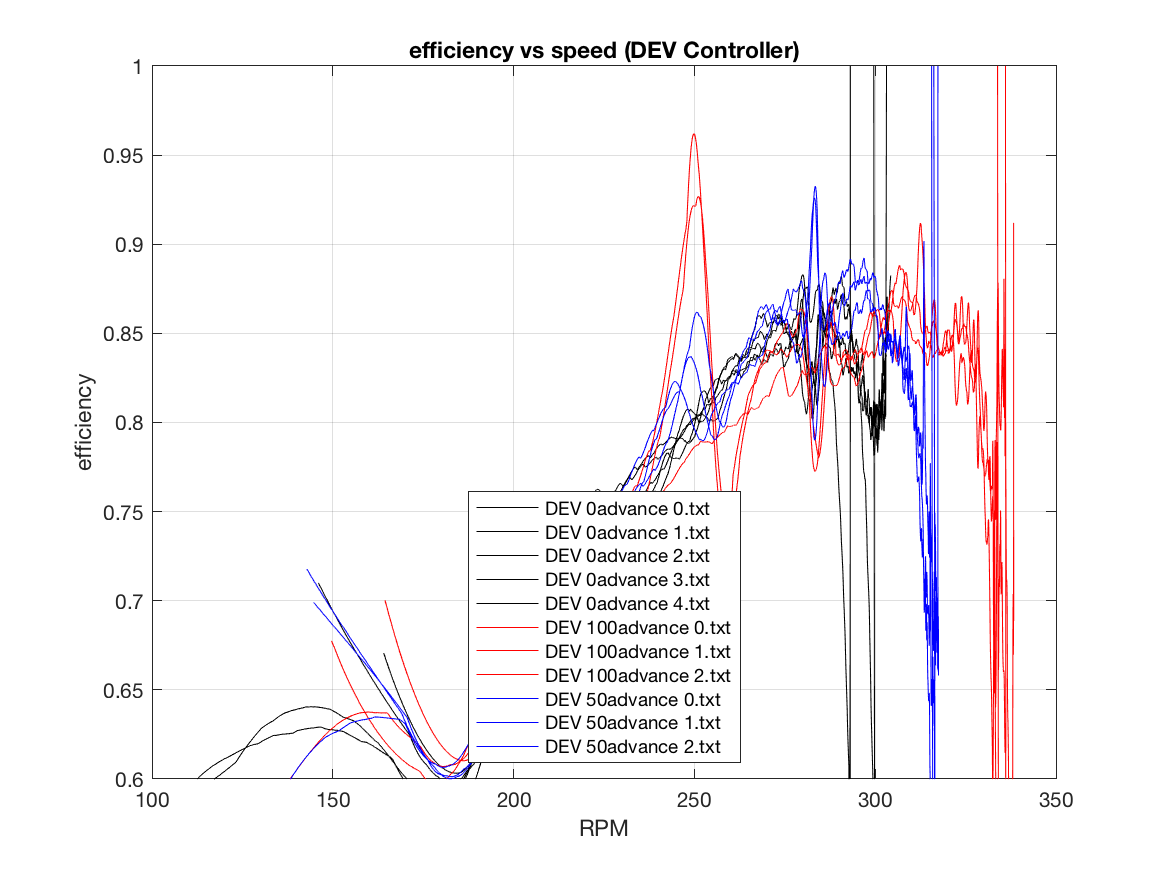 efficiency vs speed (DEV Controller)
1
0.95
0.9
0.85
0.8
0.75
0.7
0.65
0.6
efficiency
DEV 0advance 0.txt
DEV 0advance 1.txt
DEV 0advance 2.txt
DEV 0advance 3.txt
DEV 0advance 4.txt
DEV 100advance 0.txt
DEV 100advance 1.txt
DEV 100advance 2.txt
DEV 50advance 0.txt
DEV 50advance 1.txt
DEV 50advance 2.txt
100 150 200 250 300 350
RPM